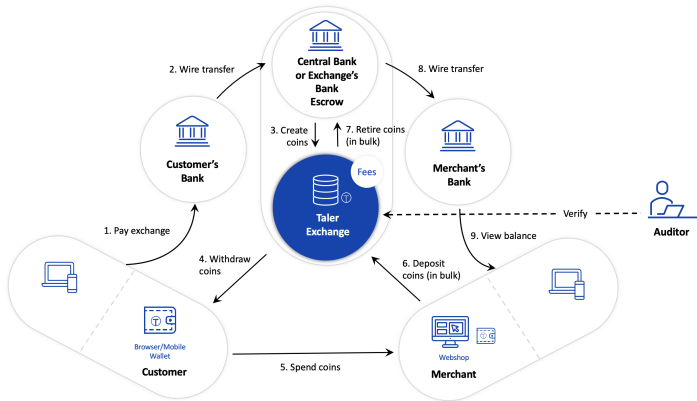 2. Wire transfer
Central Bank
or Exchange's
Bank
Escrow
8. Wire transfer
3. Create
coins
7. Retire coins
(in bulk)
Customer's
Bank
Merchant's
Bank
Fees
T
Taler
Exchange
Verify
Auditor
1. Pay exchange
9. View balance
4. Withdraw
coins
6. Deposit
coins (in bulk)
T
Browser/Mobile
Wallet
Customer
5. Spend coins
T
Webshop
Merchant